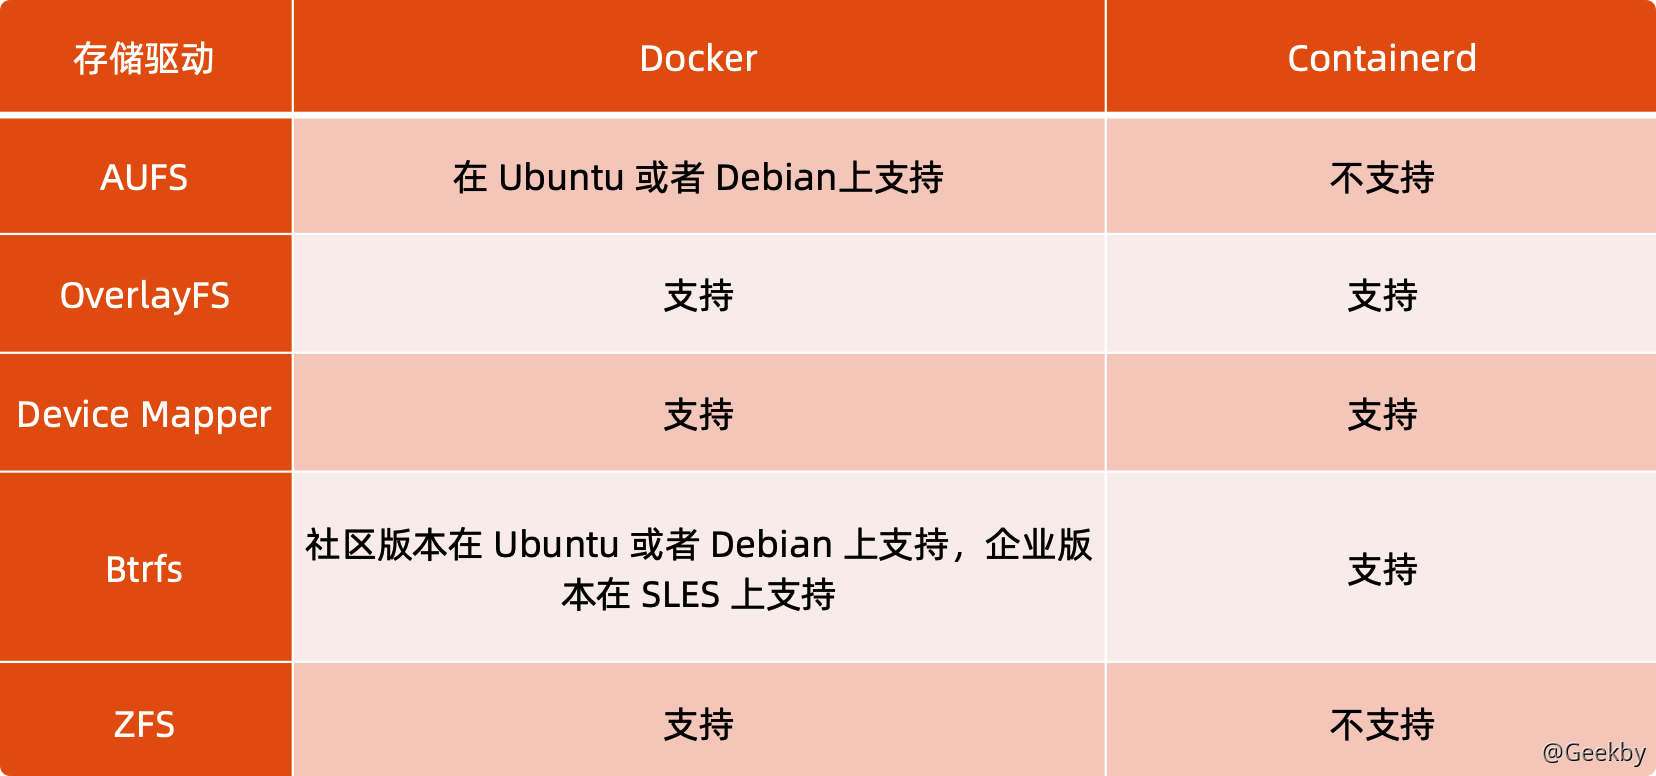 存储驱动 Docker Containerd
AUFS 在 Ubuntu 或者 Debian上支持 不支持
OverlayFS 支持 支持
Device Mapper 支持 支持
Btrfs 社区版本在 Ubuntu 或者 Debian 上支持，企业版
本在 SLES 上支持 支持
ZFS 支持 不支持
@Geekby